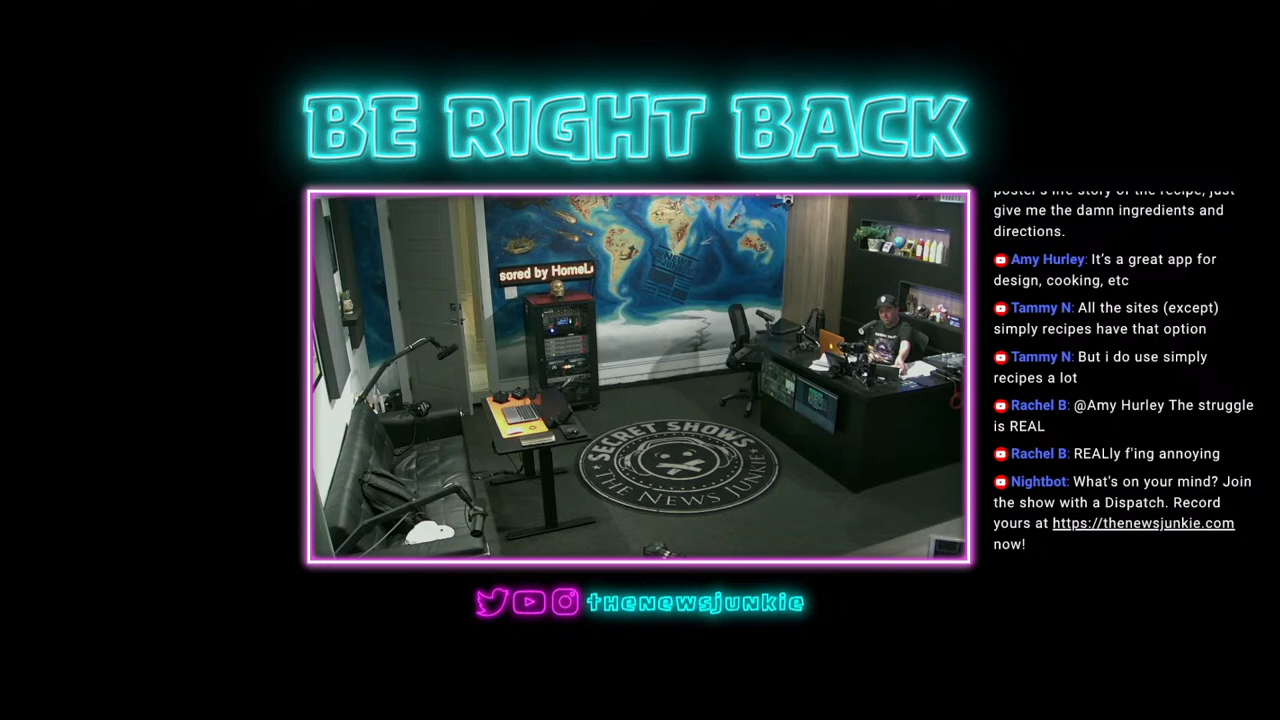 BE RIGHT BACK
sored by HomeL
SECRET SHOWS
THE NEWS JUNKIE
poster's life story of the recipe, just
give me the damn ingredients and
directions.
Amy Hurley: It's a great app for
design, cooking, etc
Tammy N: All the sites (except)
simply recipes have that option
Tammy N: But i do use simply
recipes a lot
Rachel B: @Amy Hurley The struggle
is REAL
Rachel B: REALly f'ing annoying
Nightbot: What's on your mind? Join
the show with a Dispatch. Record
yours at https://thenewsjunkie.com
now!
thenewsjunkie